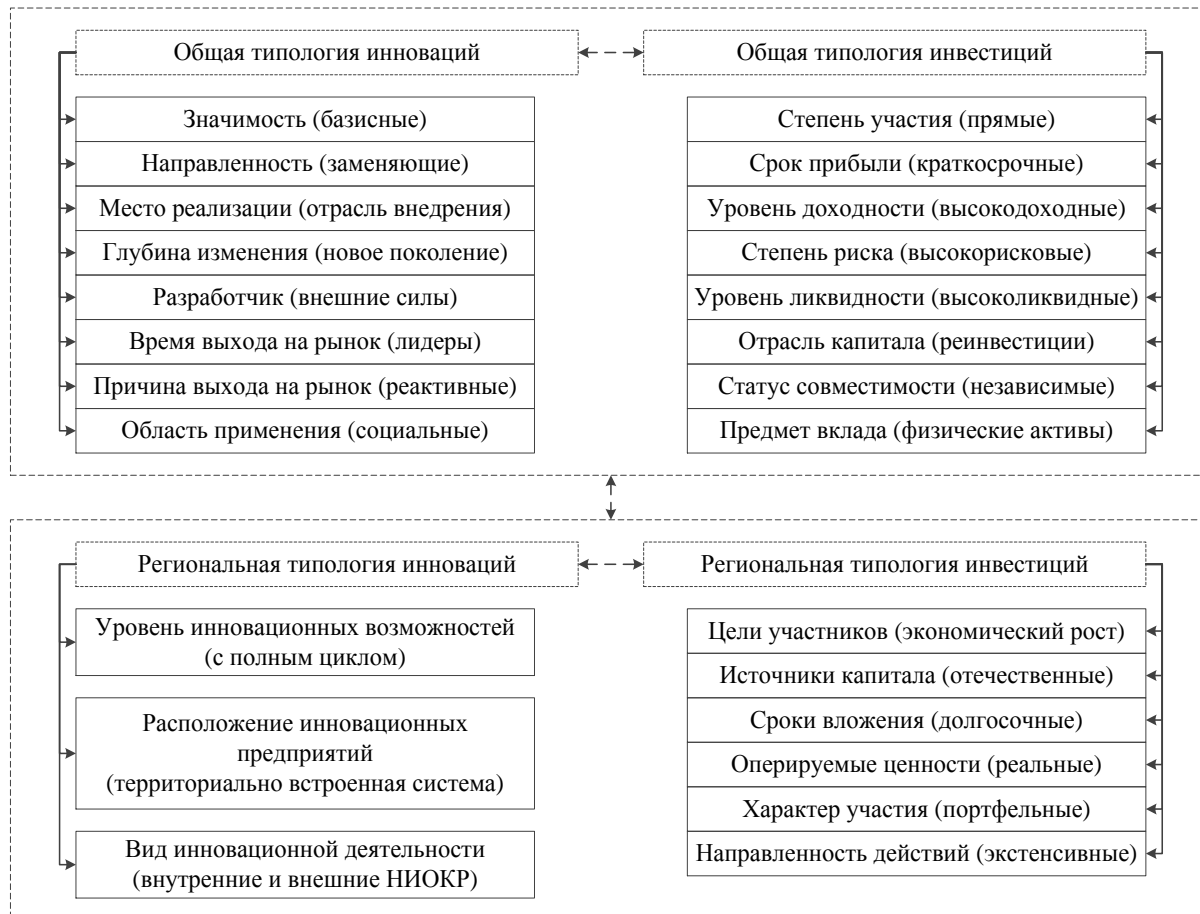 Общая типология инноваций
Общая типология инвестиций
Значимость (базисные)
Направленность (заменяющие)
Место реализации (отрасль внедрения)
Глубина изменения (новое поколение)
Разработчик (внешние силы)
Время выхода на рынок (лидеры)
Причина выхода на рынок (реактивные)
Область применения (социальные)
Степень участия (прямые)
Срок прибыли (краткосрочные)
Уровень доходности (высокодоходные)
Степень риска (высокорисковые)
Уровень ликвидности (высоколиквидные)
Отрасль капитала (реинвестиции)
Статус совместимости (независимые)
Предмет вклада (физические активы)
Региональная типология инноваций
Региональная типология инвестиций
Уровень инновационных возможностей
(с полным циклом)
Расположение инновационных
предприятий
(территориально встроенная система)
Вид инновационной деятельности
(внутренние и внешние НИОКР)
Цели участников (экономический рост)
Источники капитала (отечественные)
Сроки вложения (долгосочные)
Оперируемые ценности (реальные)
Характер участия (портфельные)
Направленность действий (экстенсивные)